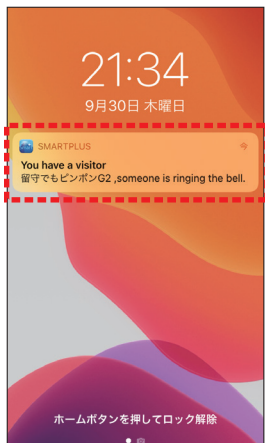 21:34
9月30日 木曜日
SMARTPLUS
今
You have a visitor
留守でもピンポンG2 ,someone is ringing the bell.
ホームボタンを押してロック解除